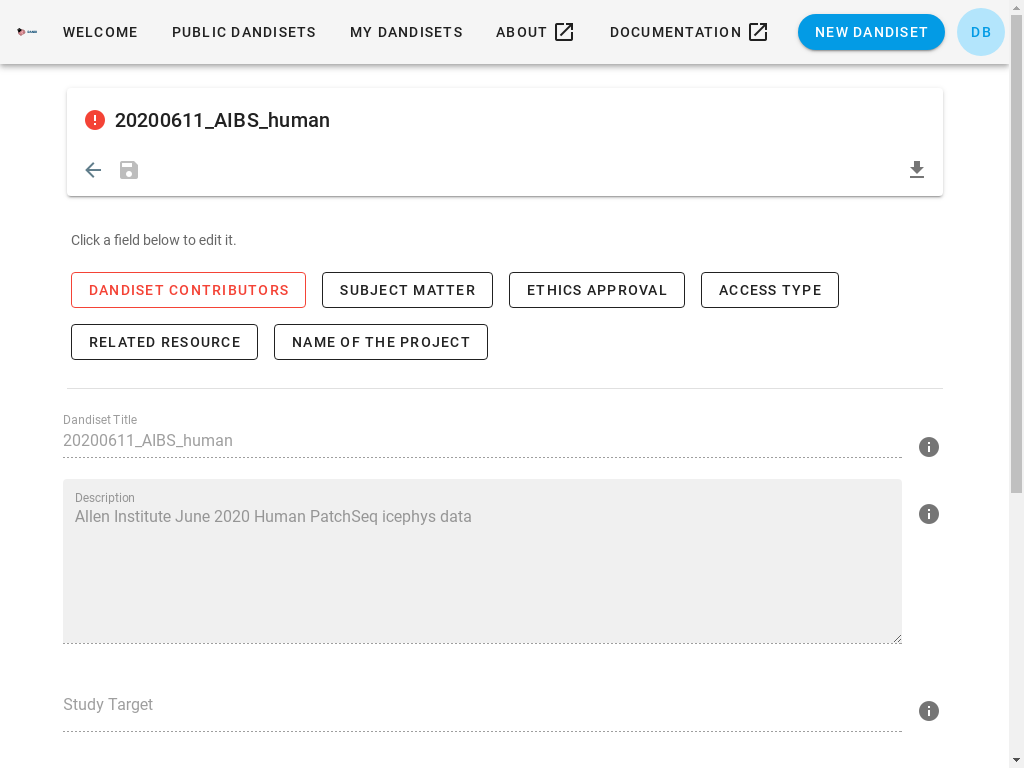 WELCOME PUBLIC DANDISETS MY DANDISETS ABOUT DOCUMENTATION NEW DANDISET DB
20200611_AIBS_human
Click a field below to edit it.
DANDISET CONTRIBUTORS SUBJECT MATTER ETHICS APPROVAL ACCESS TYPE
RELATED RESOURCE NAME OF THE PROJECT
Dandiset Title
20200611_AIBS_human
Description
Allen Institute June 2020 Human PatchSeq icephys data
Study Target